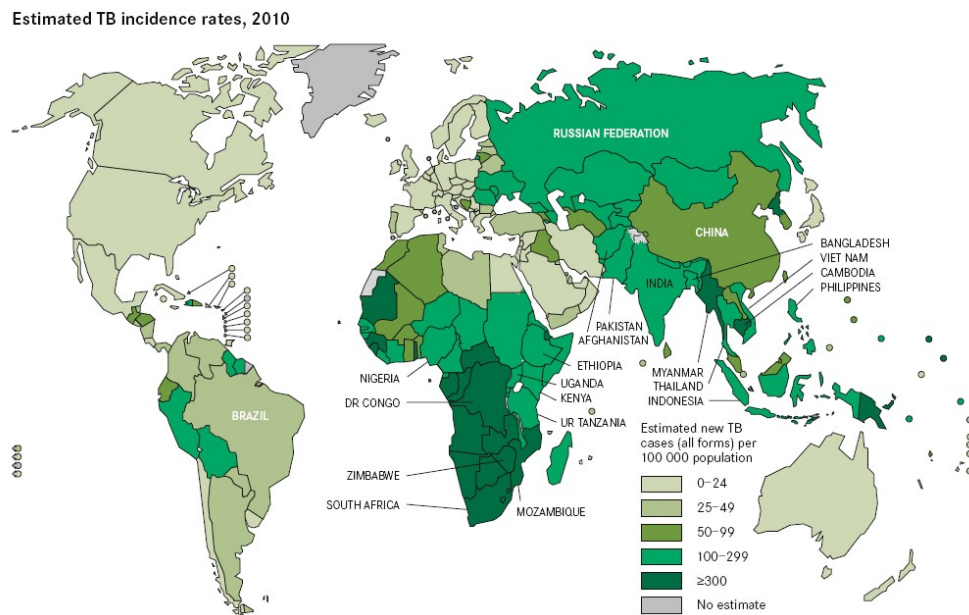 Estimated TB incidence rates, 2010
RUSSIAN FEDERATION
CHINA
BANGLADESH
VIET NAM
CAMBODIA
PHILIPPINES
INDIA
PAKISTAN
AFGHANISTAN
ETHIOPIA
NIGERIA
UGANDA
KENYA
DR CONGO
UR TANZANIA
MYANMAR
THAILAND
INDONESIA
BRAZIL
ZIMBABWE
SOUTH AFRICA
MOZAMBIQUE
Estimated new TB
cases (all forms) per
100 000 population
0–24
25–49
50–99
100–299
≥300
No estimate